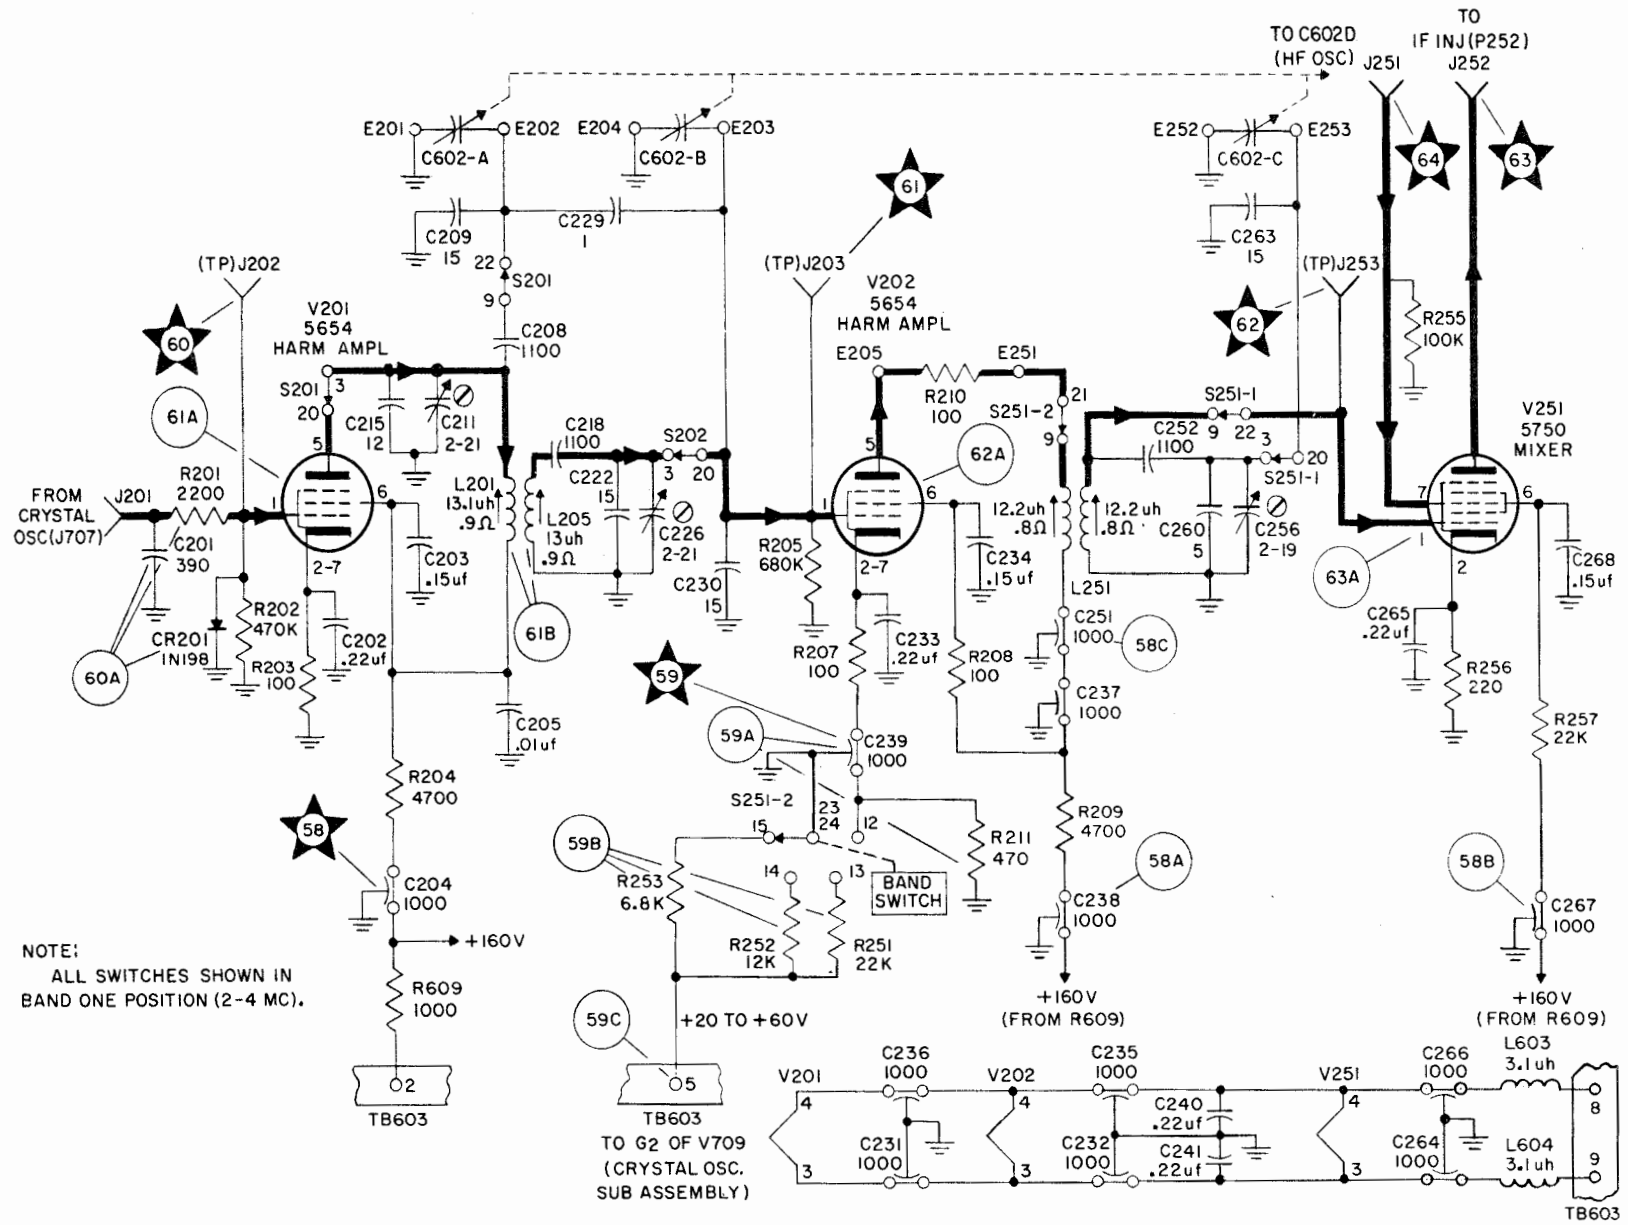 TO
IF INJ(P252)
J252
TO C602D
(HF OSC)
J251
E201
E202
C602-A
E204
E203
C602-B
E252
E253
C602-C
64
63
61
C209
15
C229
1
C263
15
22
S201
9
C208
1100
(TP)J202
60
(TP)J203
(TP)J253
62
R255
100K
V201
5654
HARM AMPL
V202
5654
HARM AMPL
E205
E251
R210
100
S201
3
20
C215
12
C211
2-21
61A
5
C218
1100
S202
3
20
C222
15
C226
2-21
L201
13.1uh
.9Ω
L205
13uh
.9Ω
5
62A
21
S251-2
9
S251-1
9
22
C252
1100
3
20
S251-1
V251
5750
MIXER
FROM
CRYSTAL
OSC(J707)
J201
R201
2200
1
6
C201
390
2-7
C203
.15uf
R202
470K
CR201
1N198
60A
R203
100
C202
.22uf
61B
C230
15
R205
680K
1
6
2-7
C234
.15uf
12.2uh
.8Ω
12.2uh
.8Ω
L251
C260
5
C256
2-19
7
6
1
2
63A
C268
.15uf
R207
100
C233
.22uf
R208
100
C251
1000
58C
C237
1000
C265
.22uf
R256
220
R257
22K
C205
.01uf
59
59A
C239
1000
R204
4700
S251-2
15
23
24
12
R211
470
R209
4700
58
C204
1000
59B
R253
6.8K
14
13
BAND
SWITCH
R252
12K
R251
22K
58A
C238
1000
58B
C267
1000
+160V
R609
1000
NOTE:
ALL SWITCHES SHOWN IN
BAND ONE POSITION (2-4 MC).
59C
+20 TO +60V
+160V
(FROM R609)
+160V
(FROM R609)
2
TB603
5
TB603
TO G2 OF V709
(CRYSTAL OSC.
SUB ASSEMBLY)
V201
4
3
C236
1000
C231
1000
V202
4
3
C235
1000
C232
1000
C240
.22uf
C241
.22uf
V251
4
3
C266
1000
C264
1000
L603
3.1uh
L604
3.1uh
8
9
TB603